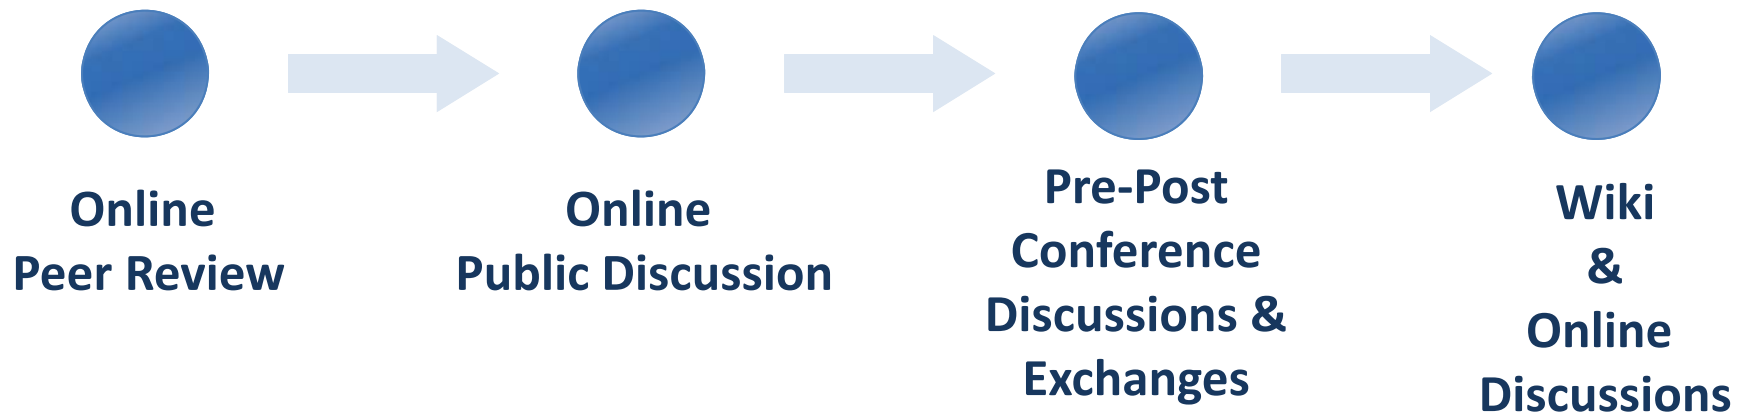 Online
Peer Review
Online
Public Discussion
Pre-Post
Conference
Discussions &
Exchanges
Wiki
&
Online
Discussions